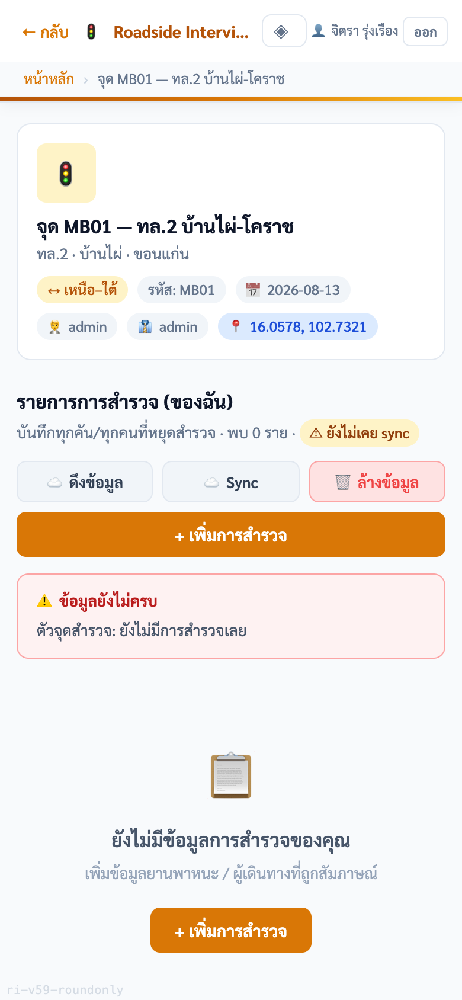 ← กลับ 🚦 Roadside Intervi... ◈ 👤 จิตรา รุ่งเรือง ออก
หน้าหลัก › จุด MB01 — ทล.2 บ้านไผ่-โคราช
จุด MB01 — ทล.2 บ้านไผ่-โคราช
ทล.2 · บ้านไผ่ · ขอนแก่น
↔ เหนือ–ใต้ รหัส: MB01 📅 2026-08-13
admin admin 📍 16.0578, 102.7321
รายการการสำรวจ (ของฉัน)
บันทึกทุกคัน/ทุกคนที่หยุดสำรวจ · พบ 0 ราย · ⚠ ยังไม่เคย sync
ดึงข้อมูล Sync ล้างข้อมูล
+ เพิ่มการสำรวจ
⚠ ข้อมูลยังไม่ครบ
ตัวจุดสำรวจ: ยังไม่มีการสำรวจเลย
ยังไม่มีข้อมูลการสำรวจของคุณ
เพิ่มข้อมูลยานพาหนะ / ผู้เดินทางที่ถูกสัมภาษณ์
+ เพิ่มการสำรวจ
ri-v59-roundonly